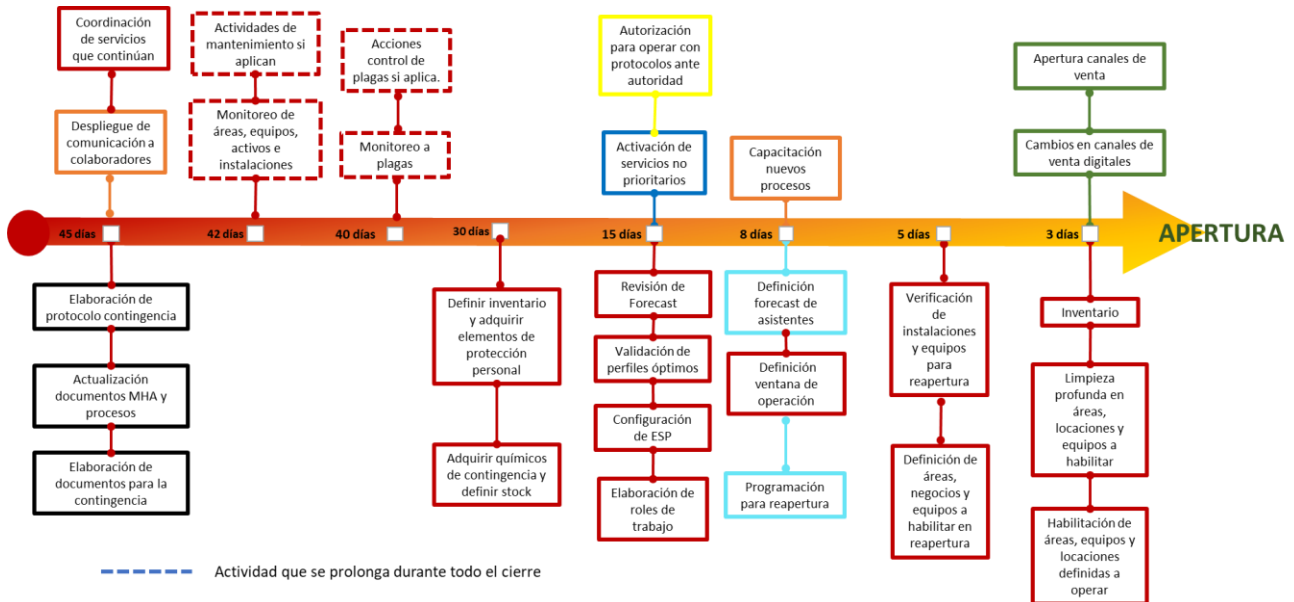 Coordinación
de servicios
que continúan
Despliegue de
comunicación a
colaboradores
Actividades de
mantenimiento si
aplican
Monitoreo de
áreas, equipos,
activos e
instalaciones
Acciones
control de
plagas si aplica.
Monitoreo a
plagas
Autorización
para operar con
protocolos ante
autoridad
Activación de
servicios no
prioritarios
Capacitación
nuevos
procesos
Apertura canales de
venta
Cambios en canales de
venta digitales
45 días
42 días
40 días
30 días
15 días
8 días
5 días
3 días
APERTURA
Elaboración de
protocolo contingencia
Actualización
documentos MHA y
procesos
Elaboración de
documentos para la
contingencia
Definir inventario
y adquirir
elementos de
protección
personal
Adquirir químicos
de contingencia y
definir stock
Revisión de
Forecast
Validación de
perfiles óptimos
Configuración
de ESP
Elaboración de
roles de
trabajo
Definición
forecast de
asistentes
Definición
ventana de
operación
Programación
para reapertura
Verificación
de
instalaciones
y equipos
para
reapertura
Definición de
áreas,
negocios y
equipos a
habilitar en
reapertura
Inventario
Limpieza
profunda en
áreas,
locaciones y
equipos a
habilitar
Habilitación de
áreas, equipos y
locaciones
definidas a
operar
Actividad que se prolonga durante todo el cierre